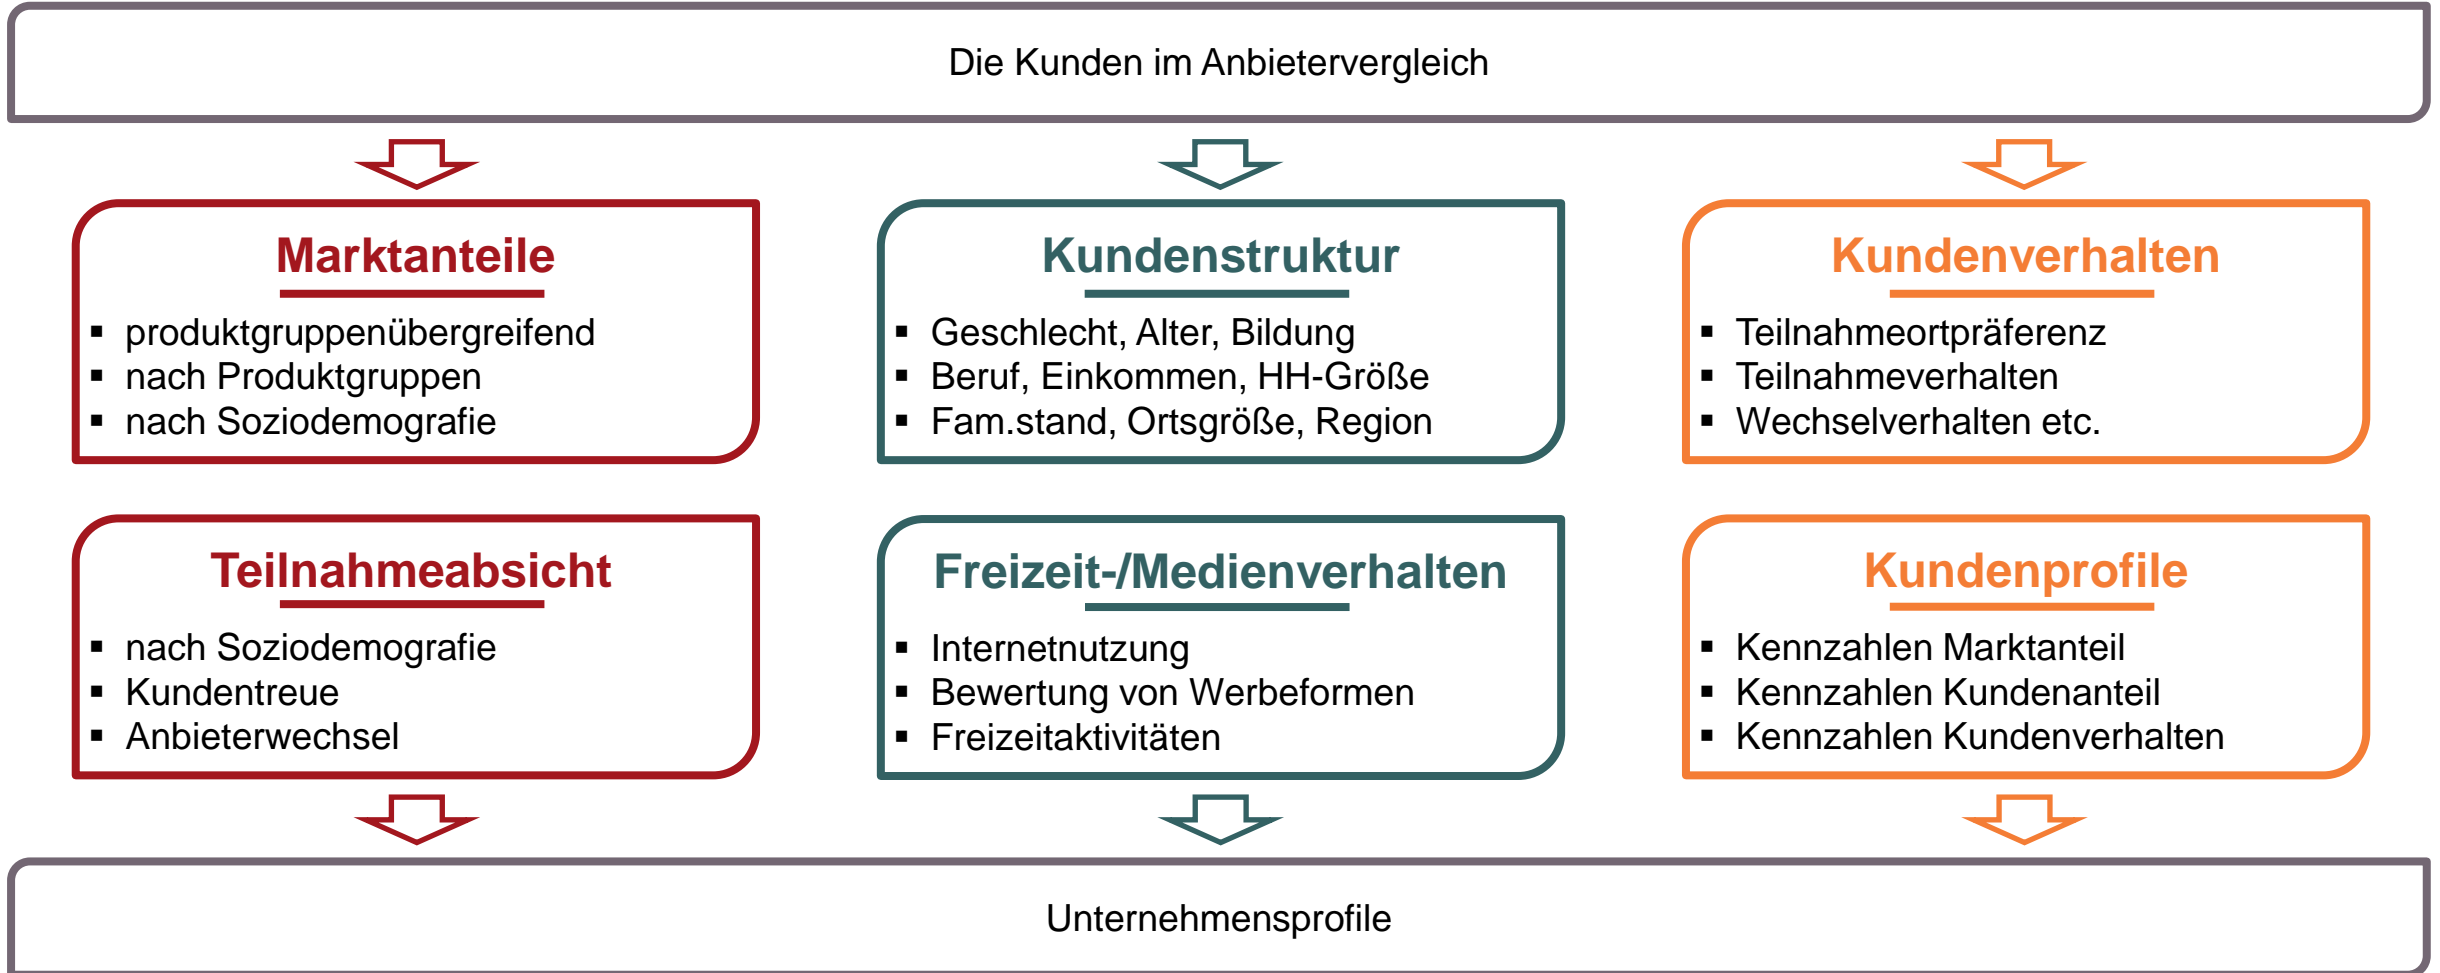 Die Kunden im Anbietervergleich
Marktanteile
▪ produktgruppenübergreifend
▪ nach Produktgruppen
▪ nach Soziodemografie
Kundenstruktur
▪ Geschlecht, Alter, Bildung
▪ Beruf, Einkommen, HH-Größe
▪ Fam.stand, Ortsgröße, Region
Kundenverhalten
▪ Teilnahmeortpräferenz
▪ Teilnahmeverhalten
▪ Wechselverhalten etc.
Teilnahmeabsicht
▪ nach Soziodemografie
▪ Kundentreue
▪ Anbieterwechsel
Freizeit-/Medienverhalten
▪ Internetnutzung
▪ Bewertung von Werbeformen
▪ Freizeitaktivitäten
Kundenprofile
▪ Kennzahlen Marktanteil
▪ Kennzahlen Kundenanteil
▪ Kennzahlen Kundenverhalten
Unternehmensprofile